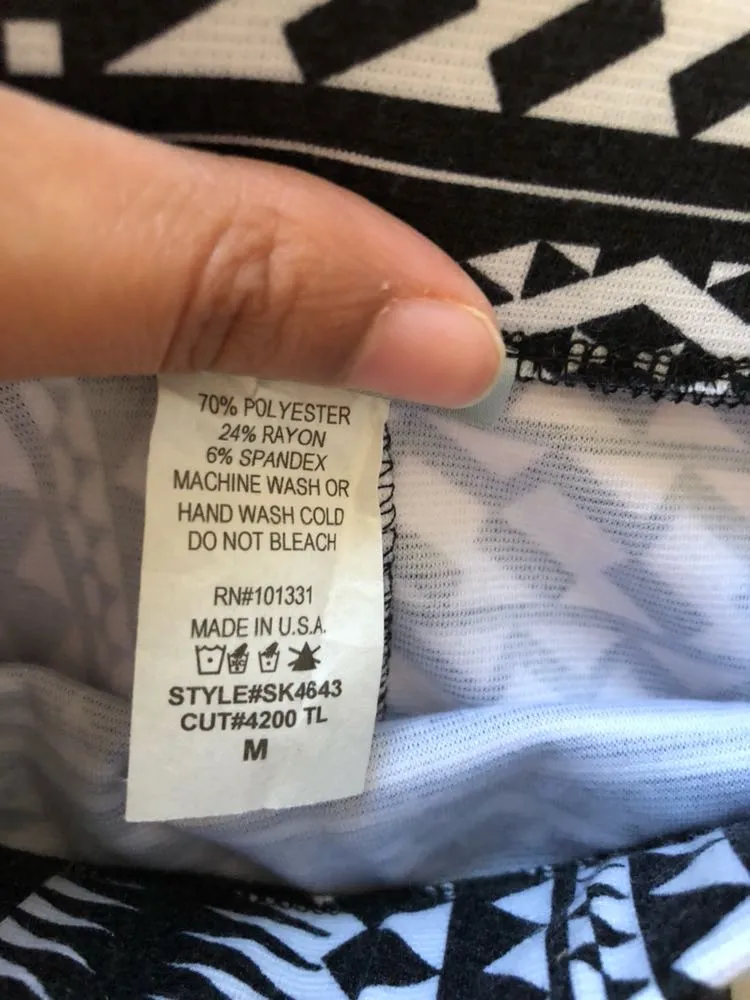 70% POLYESTER
24% RAYON
6% SPANDEX
MACHINE WASH OR
HAND WASH COLD
DO NOT BLEACH
RN#101331
MADE IN U.S.A.
STYLE#SK4643
CUT#4200 TL
M